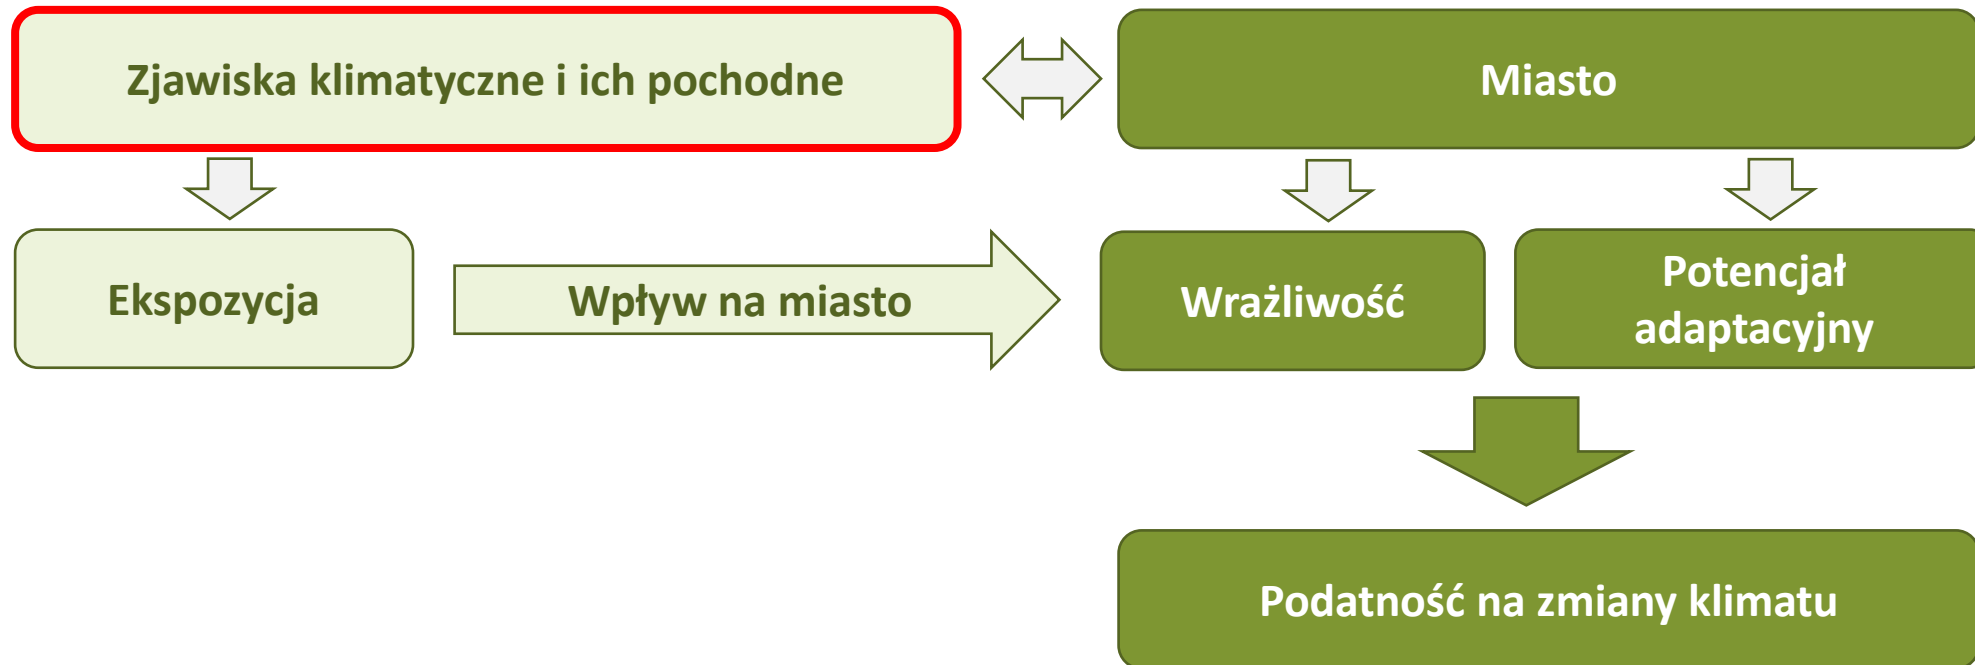 Zjawiska klimatyczne i ich pochodne
Miasto
Ekspozycja
Wpływ na miasto
Wrażliwość
Potencjał
adaptacyjny
Podatność na zmiany klimatu